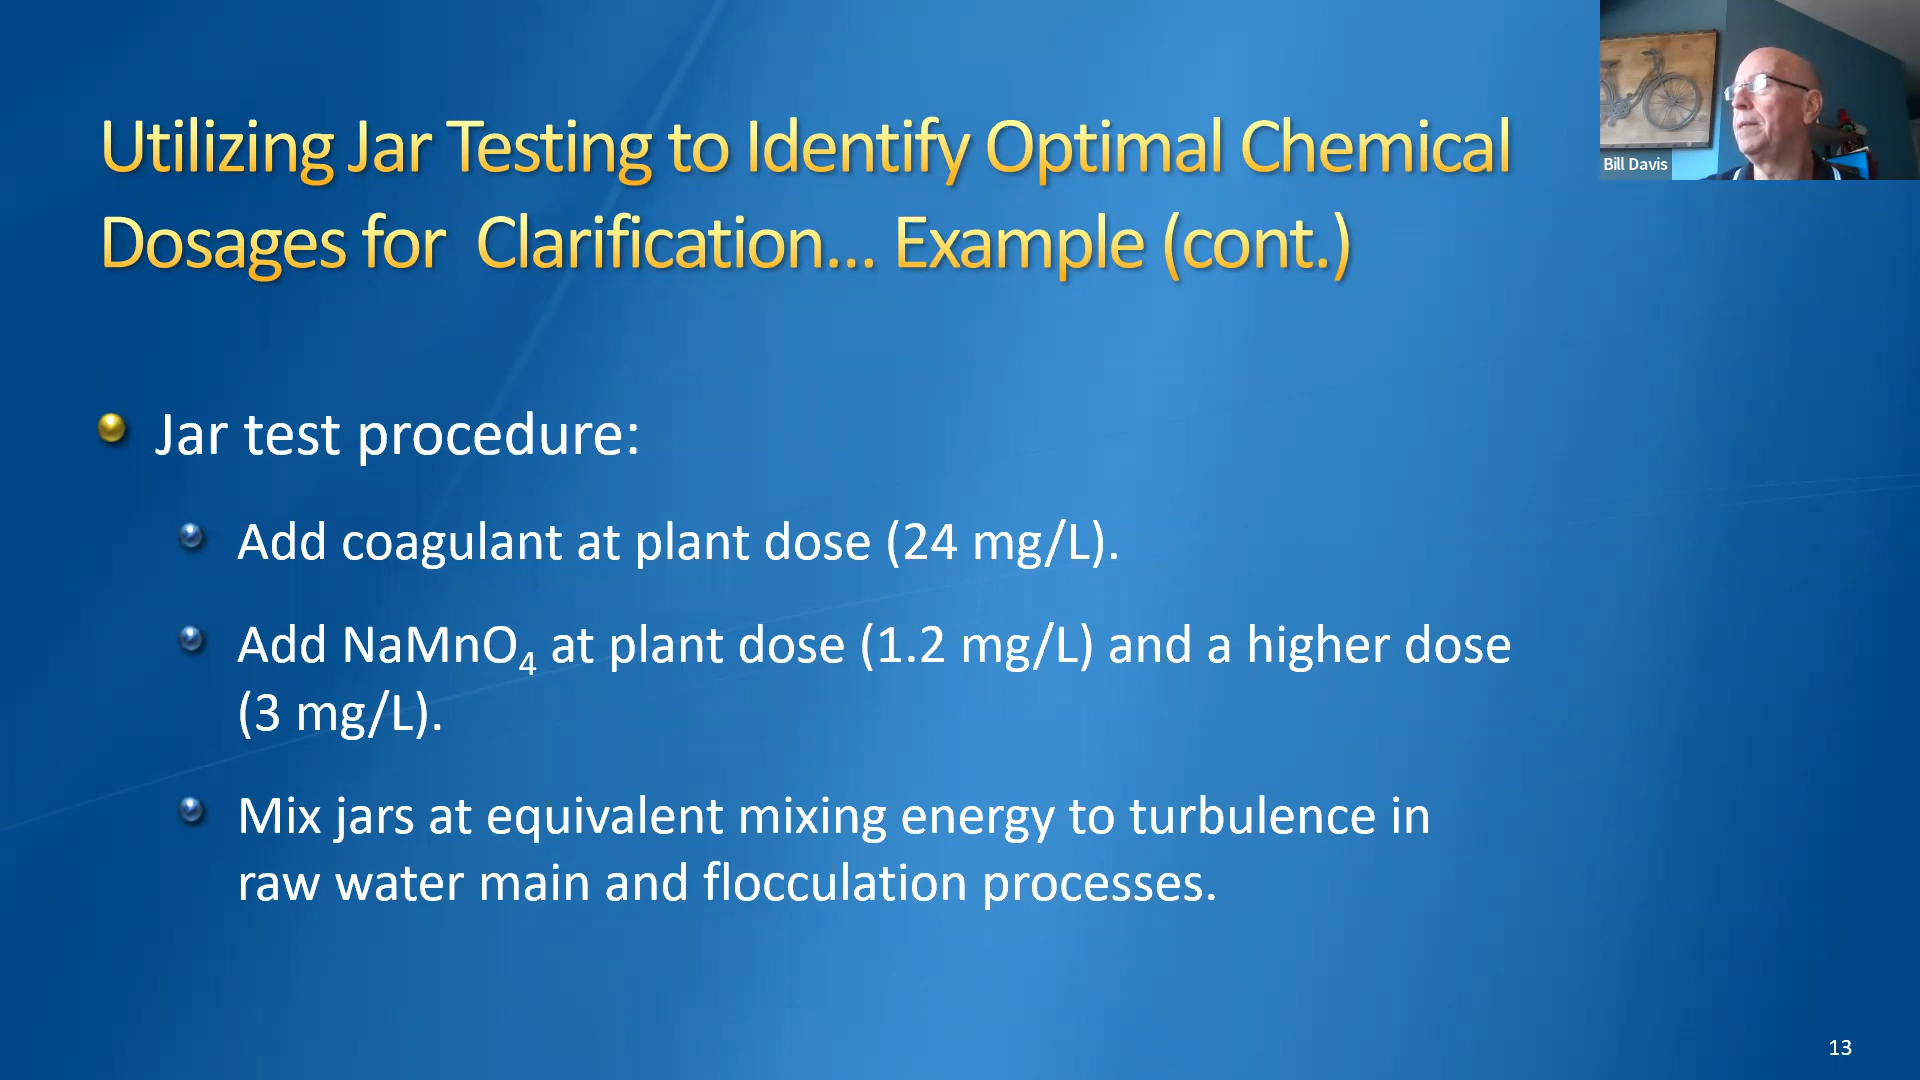 Utilizing Jar Testing to Identify Optimal Chemical
Dosages for  Clarification... Example (cont.)
Bill Davis
Jar test procedure:
Add coagulant at plant dose (24 mg/L).
Add NaMnO₄ at plant dose (1.2 mg/L) and a higher dose
(3 mg/L).
Mix jars at equivalent mixing energy to turbulence in
raw water main and flocculation processes.
13